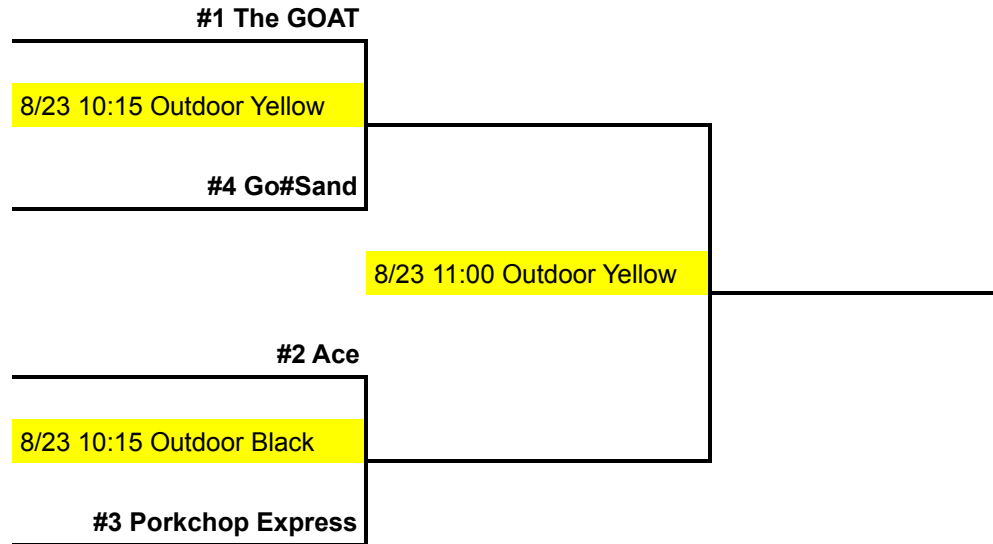 #1 The GOAT
8/23 10:15 Outdoor Yellow
#4 Go#Sand
8/23 11:00 Outdoor Yellow
#2 Ace
8/23 10:15 Outdoor Black
#3 Porkchop Express